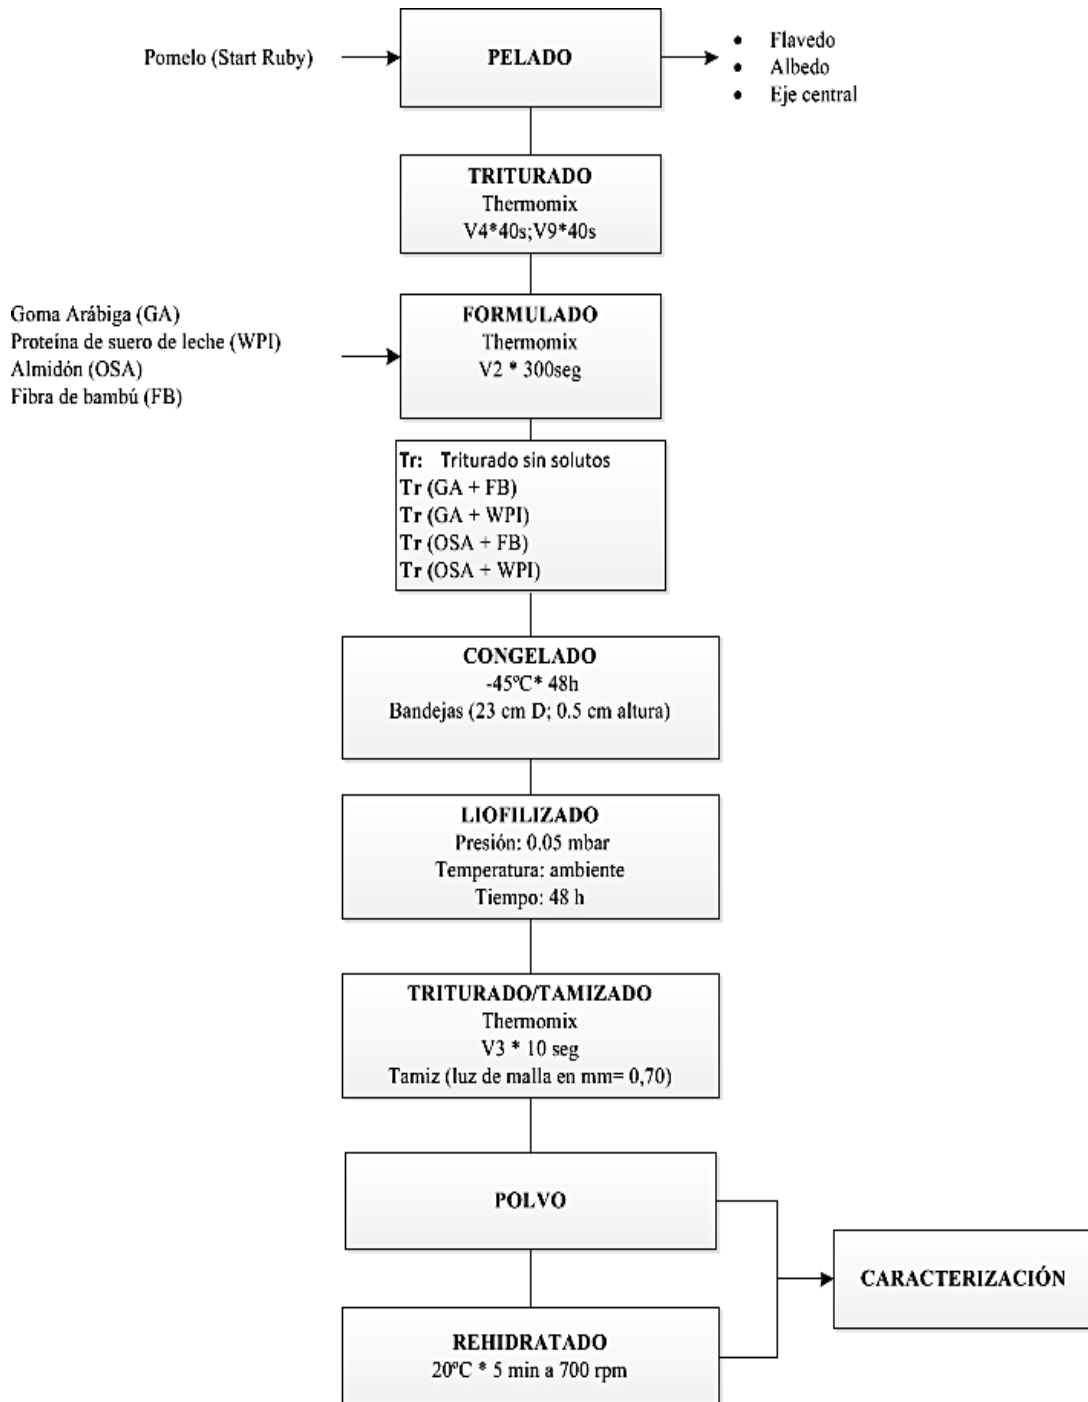 Pomelo (Start Ruby)
PELADO
• Flavedo
• Albedo
• Eje central
TRITURADO
Thermomix
V4*40s;V9*40s
Goma Arábiga (GA)
Proteína de suero de leche (WPI)
Almidón (OSA)
Fibra de bambú (FB)
FORMULADO
Thermomix
V2 * 300seg
Tr: Triturado sin solutos
Tr (GA + FB)
Tr (GA + WPI)
Tr (OSA + FB)
Tr (OSA + WPI)
CONGELADO
-45ºC* 48h
Bandejas (23 cm D; 0.5 cm altura)
LIOFILIZADO
Presión: 0.05 mbar
Temperatura: ambiente
Tiempo: 48 h
TRITURADO/TAMIZADO
Thermomix
V3 * 10 seg
Tamiz (luz de malla en mm= 0,70)
POLVO
CARACTERIZACIÓN
REHIDRATADO
20ºC * 5 min a 700 rpm